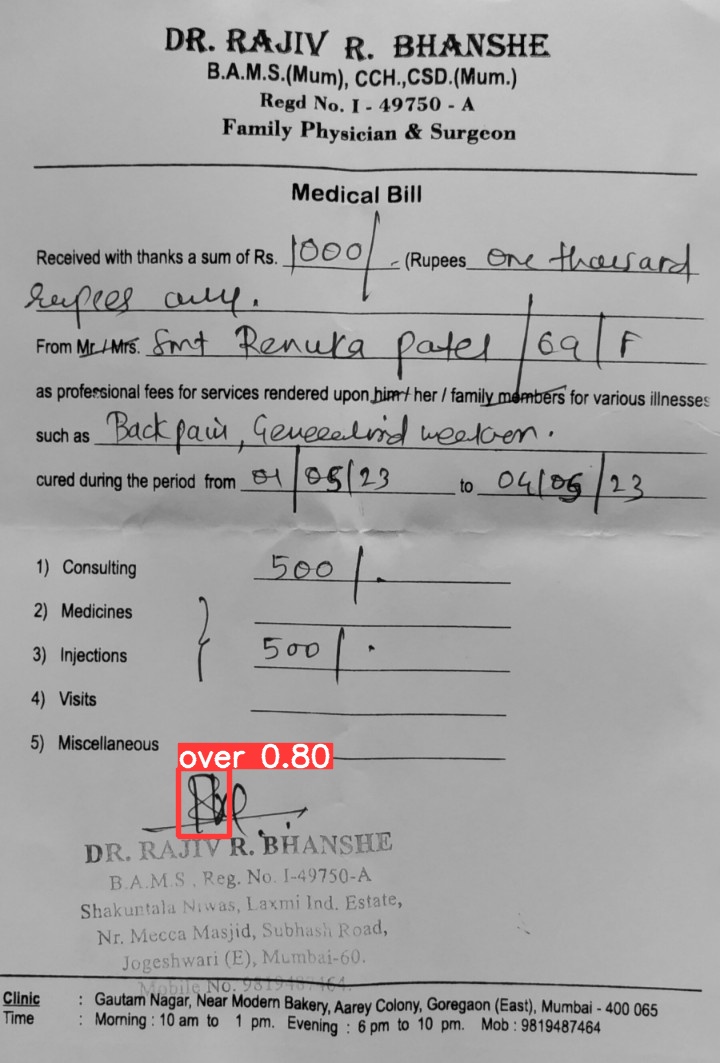 DR. RAJIV R. BHANSHE
B.A.M.S.(Mum), CCH.,CSD.(Mum.)
Regd No. I - 49750 - A
Family Physician & Surgeon
Medical Bill
Received with thanks a sum of Rs. 1000/- (Rupees One thousand
rupees only.
From Mr./Mrs. Smt Renuka Patel /69/F
as professional fees for services rendered upon him / her / family members for various illnesses
such as Back pain,
cured during the period from 01/05/23 to 04/05/23
1) Consulting 500/.
2) Medicines
3) Injections 500/.
4) Visits
5) Miscellaneous
over 0.80
DR. RAJIV R. BHANSHE
B.A.M.S , Reg. No. I-49750-A
Shakuntala Niwas, Laxmi Ind. Estate,
Nr. Mecca Masjid, Subhash Road,
Jogeshwari (E), Mumbai-60.
Mobile No. 9819487464.
Clinic : Gautam Nagar, Near Modern Bakery, Aarey Colony, Goregaon (East), Mumbai - 400 065
Time : Morning : 10 am to 1 pm. Evening : 6 pm to 10 pm. Mob : 9819487464